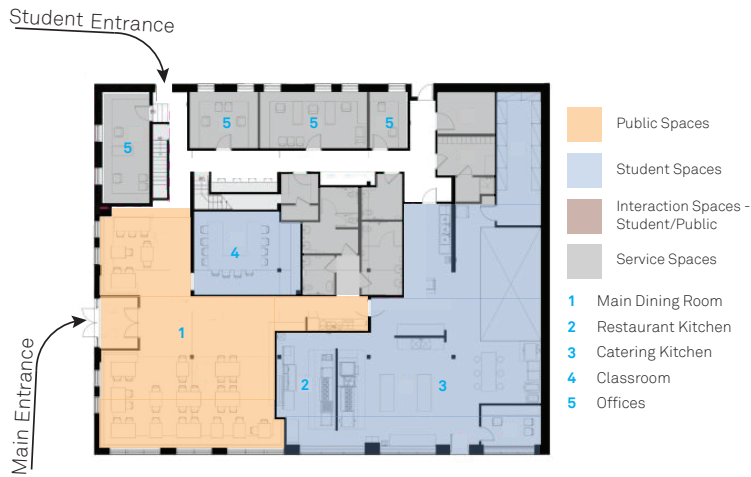 Student Entrance
5
5
5
5
4
1
2
3
Main Entrance
Public Spaces
Student Spaces
Interaction Spaces -
Student/Public
Service Spaces
1 Main Dining Room
2 Restaurant Kitchen
3 Catering Kitchen
4 Classroom
5 Offices